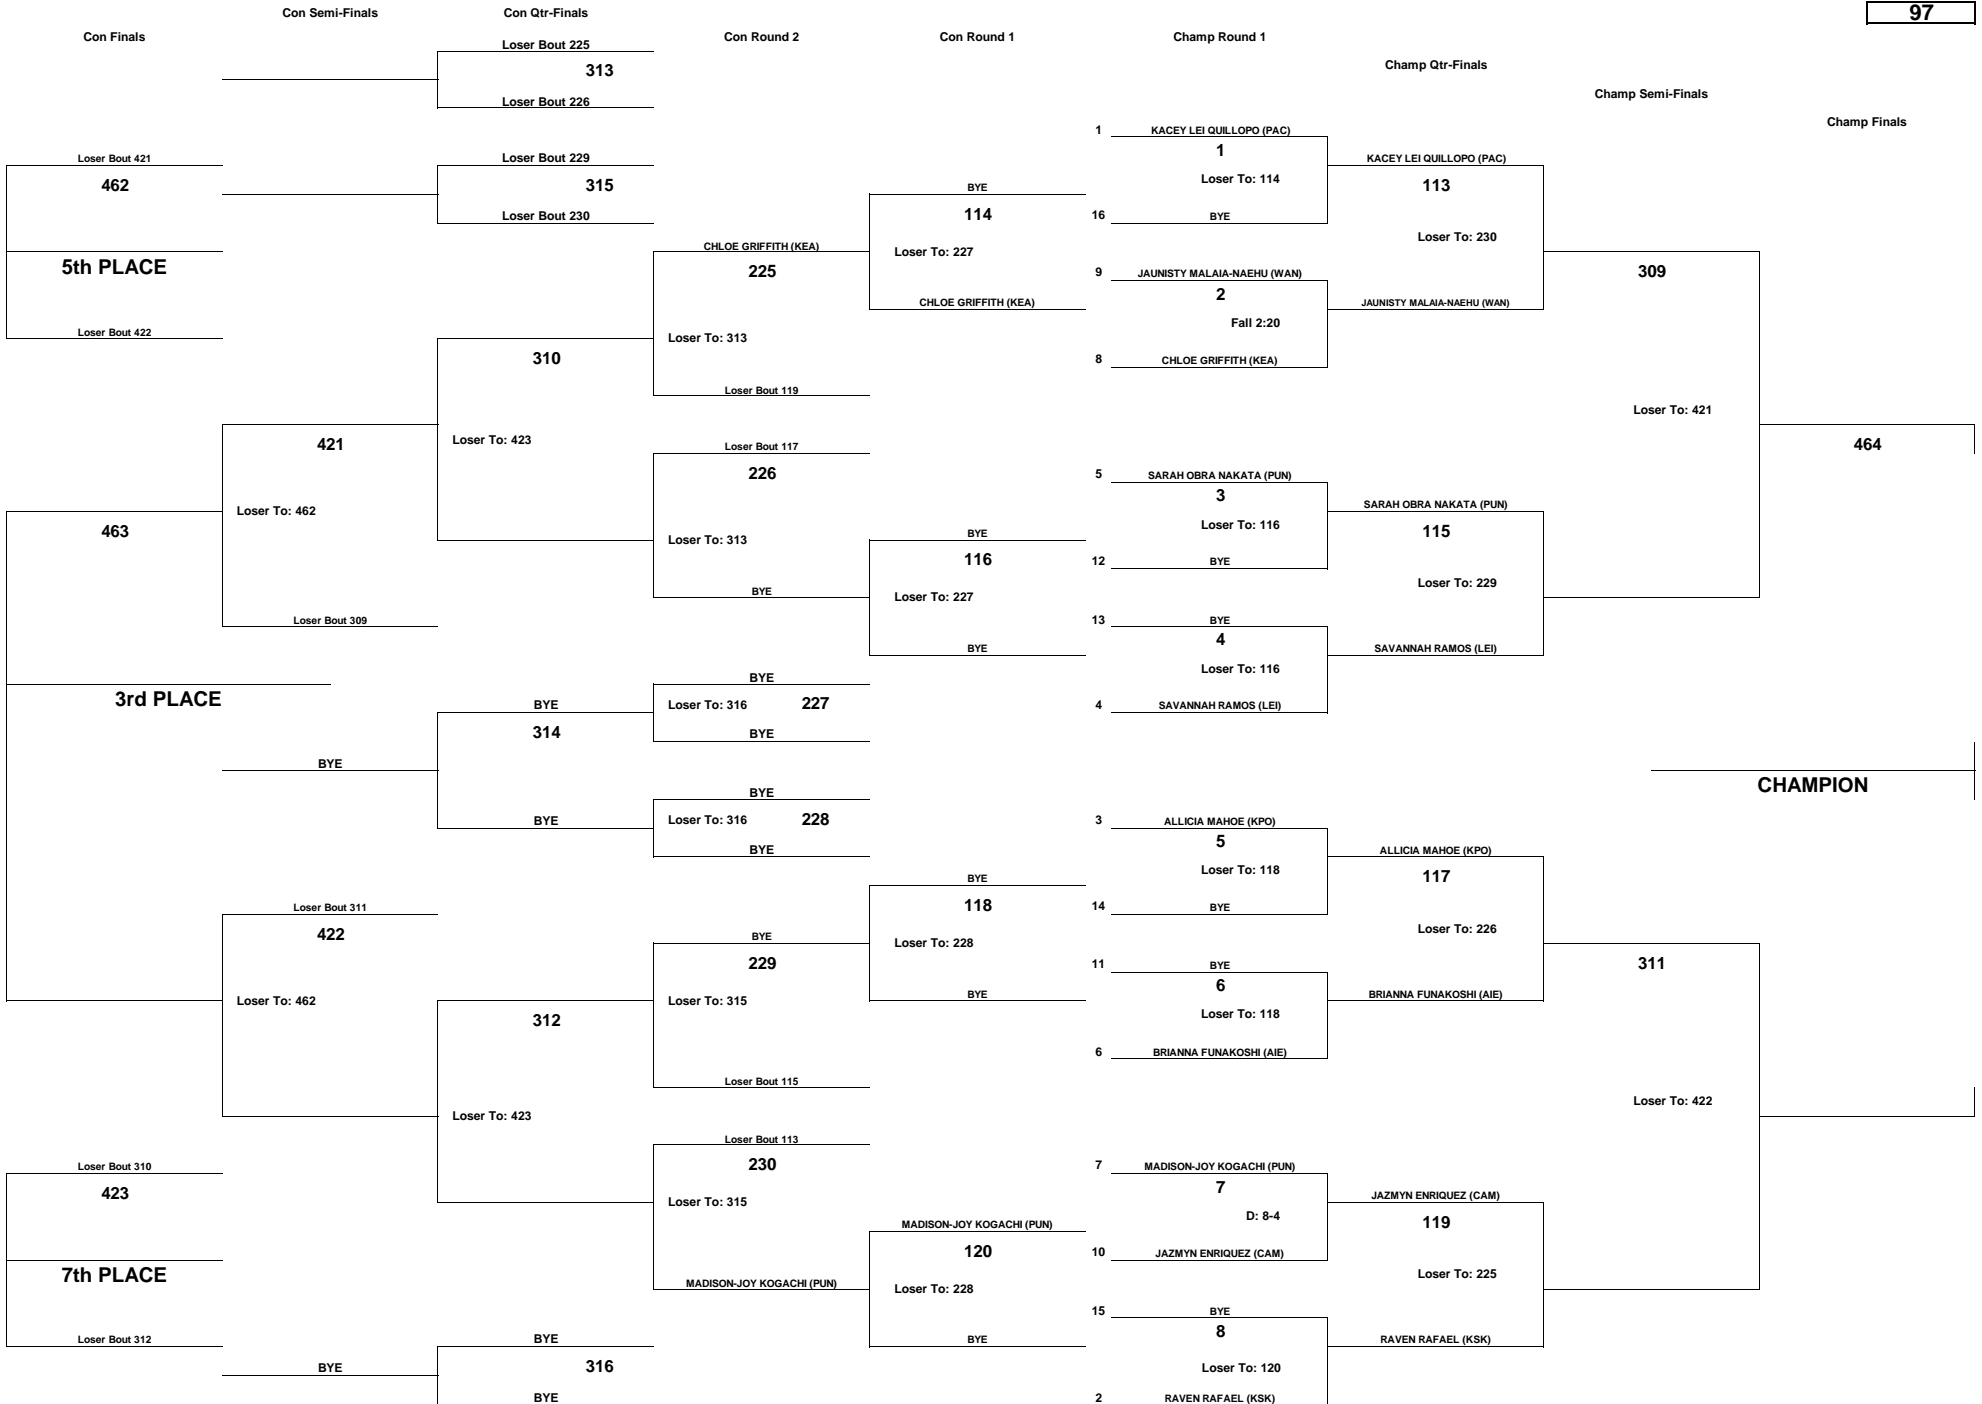 97
Con Semi-Finals
Con Qtr-Finals
Con Finals
Con Round 2
Con Round 1
Champ Round 1
Champ Qtr-Finals
Champ Semi-Finals
Champ Finals
Loser Bout 225
313
Loser Bout 226
Loser Bout 229
315
Loser Bout 230
Loser Bout 421
462
5th PLACE
Loser Bout 422
1 KACEY LEI QUILLOPO (PAC)
1
Loser To: 114
16 BYE
KACEY LEI QUILLOPO (PAC)
113
Loser To: 230
BYE
114
Loser To: 227
CHLOE GRIFFITH (KEA)
CHLOE GRIFFITH (KEA)
225
Loser To: 313
Loser Bout 119
9 JAUNISTY MALAIA-NAEHU (WAN)
2
Fall 2:20
8 CHLOE GRIFFITH (KEA)
JAUNISTY MALAIA-NAEHU (WAN)
309
Loser To: 421
310
Loser To: 423
421
Loser To: 462
Loser Bout 309
Loser Bout 117
226
Loser To: 313
BYE
BYE
116
Loser To: 227
BYE
5 SARAH OBRA NAKATA (PUN)
3
Loser To: 116
12 BYE
SARAH OBRA NAKATA (PUN)
115
Loser To: 229
13 BYE
4
Loser To: 116
4 SAVANNAH RAMOS (LEI)
SAVANNAH RAMOS (LEI)
464
463
3rd PLACE
BYE
Loser To: 316 227
BYE
BYE
314
BYE
BYE
BYE
Loser To: 316 228
BYE
CHAMPION
3 ALLICIA MAHOE (KPO)
5
Loser To: 118
14 BYE
ALLICIA MAHOE (KPO)
117
Loser To: 226
BYE
118
Loser To: 228
BYE
11 BYE
6
Loser To: 118
6 BRIANNA FUNAKOSHI (AIE)
BRIANNA FUNAKOSHI (AIE)
311
Loser To: 422
Loser Bout 311
422
Loser To: 462
BYE
229
Loser To: 315
Loser Bout 115
312
Loser To: 423
Loser Bout 113
230
Loser To: 315
MADISON-JOY KOGACHI (PUN)
MADISON-JOY KOGACHI (PUN)
120
Loser To: 228
BYE
7 MADISON-JOY KOGACHI (PUN)
7
D: 8-4
10 JAZMYN ENRIQUEZ (CAM)
JAZMYN ENRIQUEZ (CAM)
119
Loser To: 225
15 BYE
8
Loser To: 120
2 RAVEN RAFAEL (KSK)
RAVEN RAFAEL (KSK)
Loser Bout 310
423
7th PLACE
Loser Bout 312
BYE
BYE
316
BYE